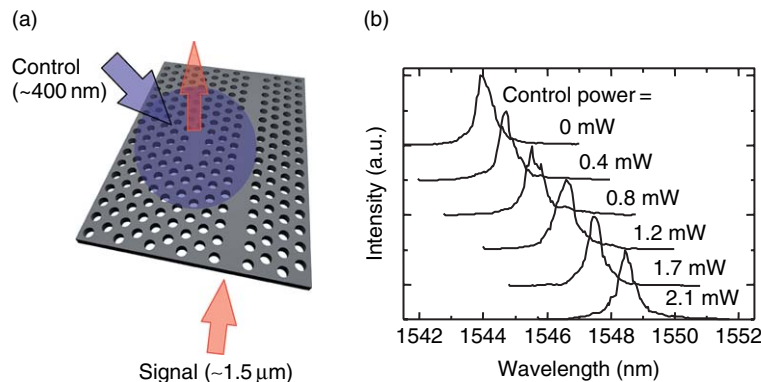 (a)
Control
(~400 nm)
Signal (~1.5 μm)
(b)
Control power =
0 mW
0.4 mW
0.8 mW
1.2 mW
1.7 mW
2.1 mW
Intensity (a.u.)
1542 1544 1546 1548 1550 1552
Wavelength (nm)